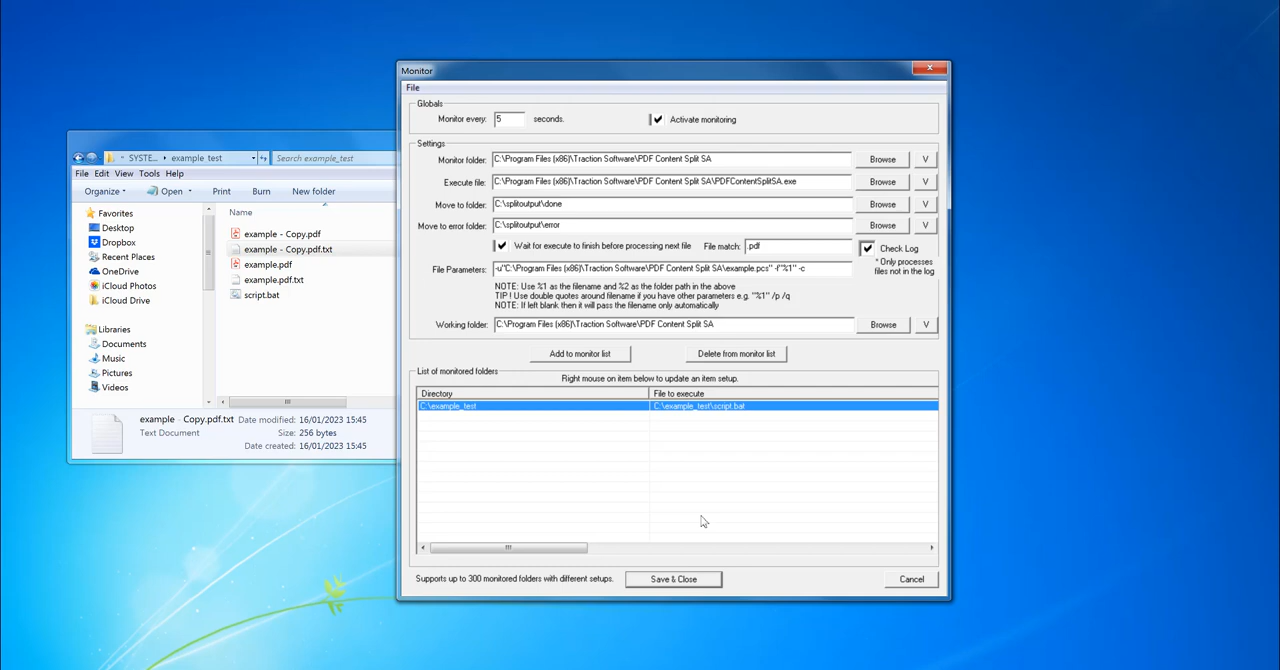 SYSTE... example_test Search example_test
File Edit View Tools Help
Organize Open Print Burn New folder
Favorites
Desktop
Dropbox
Recent Places
OneDrive
iCloud Photos
iCloud Drive
Libraries
Documents
Music
Pictures
Videos
Name
example - Copy.pdf
example - Copy.pdf.txt
example.pdf
example.pdf.txt
script.bat
example - Copy.pdf.txt Date modified: 16/01/2023 15:45
Text Document Size: 256 bytes
Date created: 16/01/2023 15:45
Monitor
File
Globals
Monitor every: 5 seconds. Activate monitoring
Settings
Monitor folder: C:\Program Files (x86)\Traction Software\PDF Content Split SA Browse V
Execute file: C:\Program Files (x86)\Traction Software\PDF Content Split SA\PDFContentSplitSA.exe Browse V
Move to folder: C:\splitoutput\done Browse V
Move to error folder: C:\splitoutput\error Browse V
Wait for execute to finish before processing next file File match: .pdf Check Log
* Only processes
files not in the log
File Parameters: -u"C:\Program Files (x86)\Traction Software\PDF Content Split SA\example.pcs" -f"%1" -c
NOTE: Use %1 as the filename and %2 as the folder path in the above
TIP ! Use double quotes around filename if you have other parameters e.g. "%1" /p /q
NOTE: If left blank then it will pass the filename only automatically
Working folder: C:\Program Files (x86)\Traction Software\PDF Content Split SA Browse V
Add to monitor list Delete from monitor list
List of monitored folders
Right mouse on item below to update an item setup.
Directory File to execute
C:\example_test C:\example_test\script.bat
Supports up to 300 monitored folders with different setups. Save & Close Cancel